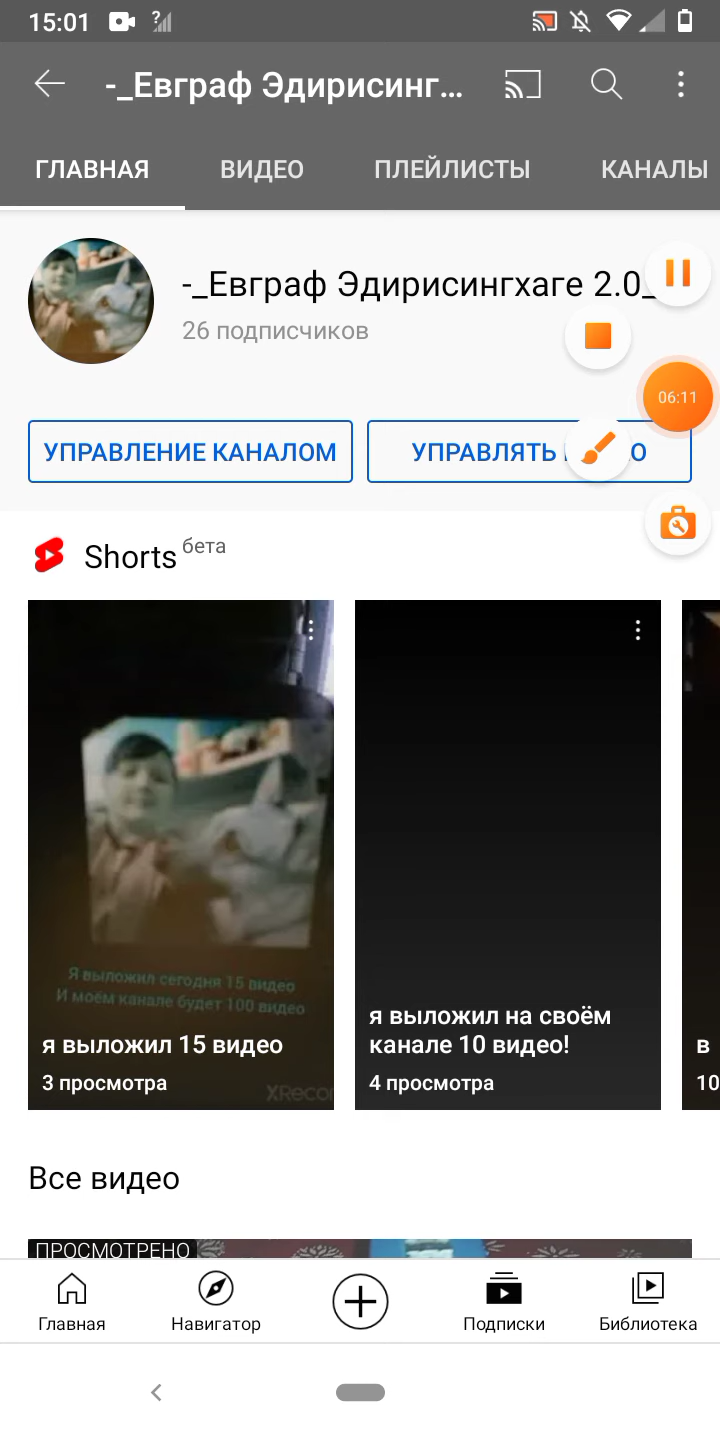 15:01
-_Евграф Эдирисинг...
ГЛАВНАЯ ВИДЕО ПЛЕЙЛИСТЫ КАНАЛЫ
-_Евграф Эдирисингхаге 2.0_
26 подписчиков
06:11
УПРАВЛЕНИЕ КАНАЛОМ УПРАВЛЯТЬ
Shorts бета
Я выложил сегодня 15 видео
И моём канале будет 100 видео
я выложил 15 видео
3 просмотра
XRecor
я выложил на своём
канале 10 видео!
4 просмотра
в
10
Все видео
ПРОСМОТРЕНО
Главная Навигатор Подписки Библиотека